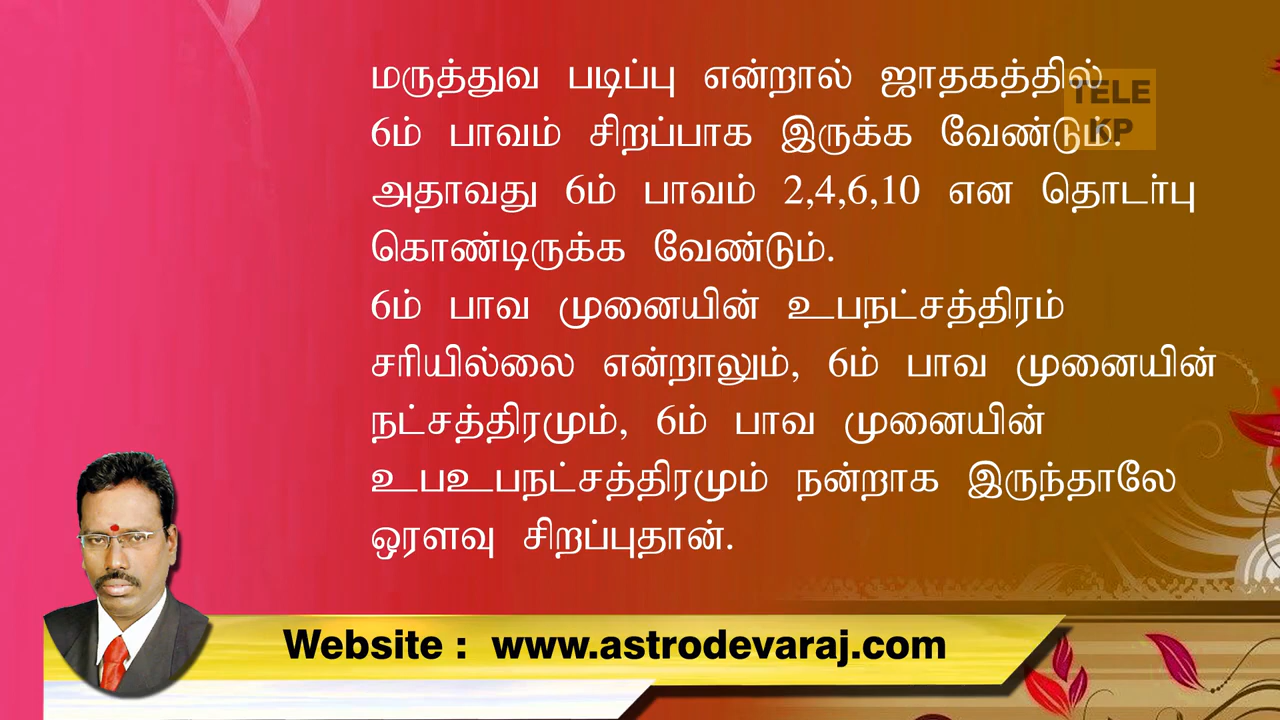 மருத்துவ படிப்பு என்றால் ஜாதகத்தில்
TELE
KP
6ம் பாவம் சிறப்பாக இருக்க வேண்டும்.
அதாவது 6ம் பாவம் 2,4,6,10 என தொடர்பு
கொண்டிருக்க வேண்டும்.
6ம் பாவ முனையின் உபநட்சத்திரம்
சரியில்லை என்றாலும், 6ம் பாவ முனையின்
நட்சத்திரமும், 6ம் பாவ முனையின்
உபஉபநட்சத்திரமும் நன்றாக இருந்தாலே
ஒரளவு சிறப்புதான்.
Website : www.astrodevaraj.com